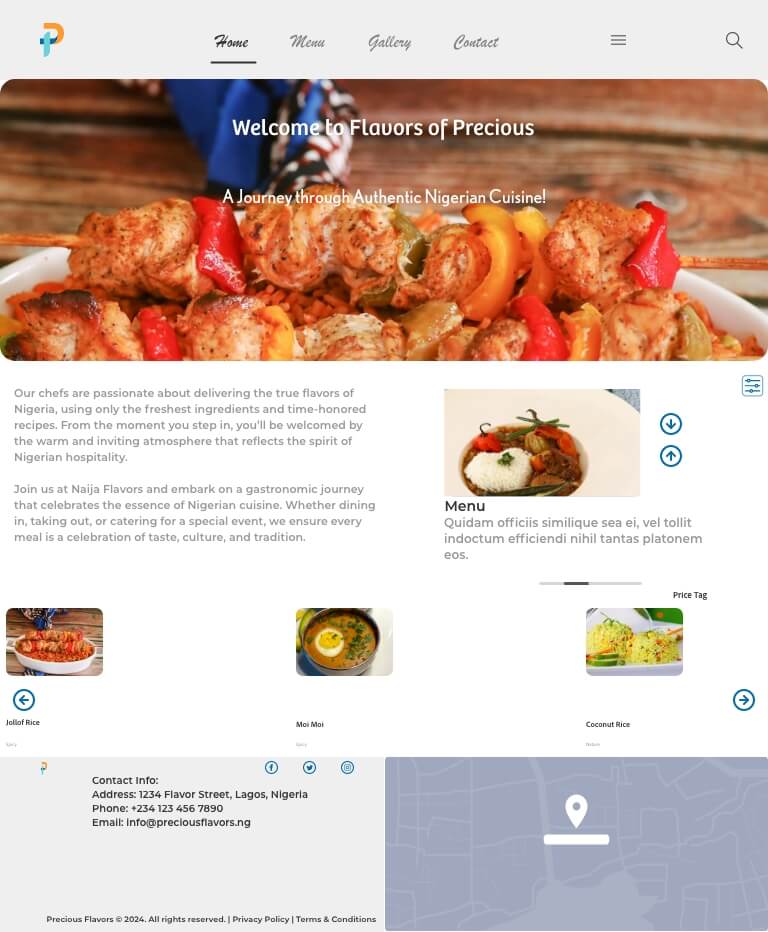 Home Menu Gallery Contact
Welcome to Flavors of Precious
A Journey through Authentic Nigerian Cuisine!
Our chefs are passionate about delivering the true flavors of
Nigeria, using only the freshest ingredients and time-honored
recipes. From the moment you step in, you'll be welcomed by
the warm and inviting atmosphere that reflects the spirit of
Nigerian hospitality.
Join us at Naija Flavors and embark on a gastronomic journey
that celebrates the essence of Nigerian cuisine. Whether dining
in, taking out, or catering for a special event, we ensure every
meal is a celebration of taste, culture, and tradition.
Menu
Quidam officiis similique sea ei, vel tollit
indoctum efficiendi nihil tantas platonem
eos.
Price Tag
Jollof Rice
Moi Moi
Coconut Rice
Spicy
Spicy
Contact Info:
Address: 1234 Flavor Street, Lagos, Nigeria
Phone: +234 123 456 7890
Email: info@preciousflavors.ng
Precious Flavors © 2024. All rights reserved. | Privacy Policy | Terms & Conditions